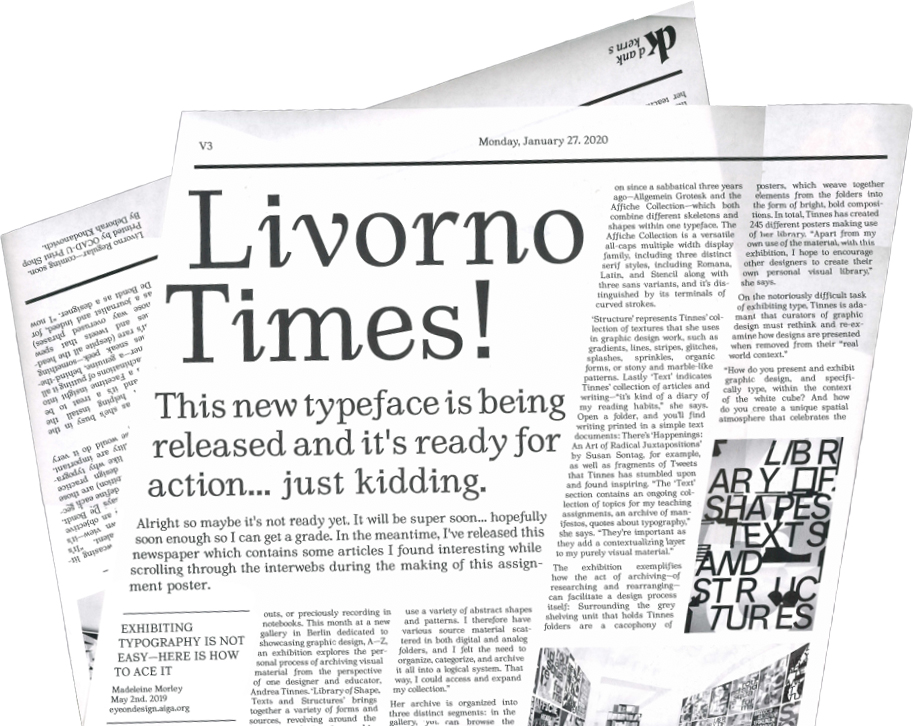 V3
Monday, January 27. 2020
Livorno
Times!
This new typeface is being
released and it's ready for
action... just kidding.
Alright so maybe it's not ready yet. It will be super soon... hopefully
soon enough so I can get a grade. In the meantime, I've released this
newspaper which contains some articles I found interesting while
scrolling through the interwebs during the making of this assign-
ment poster.
EXHIBITING
TYPOGRAPHY IS NOT
EASY—HERE IS HOW
TO ACE IT
Madeleine Morley
May 2nd. 2019
eyeondesign.aiga.org
outs, or preciously recording in
notebooks. This month at a new
gallery in Berlin dedicated to
showcasing graphic design, A–Z,
an exhibition explores the per-
sonal process of archiving visual
material from the perspective
of one designer and educator,
Andrea Tinnes. 'Library of Shape,
Texts and Structures' brings
together a variety of forms and
sources, revolving around the
use a variety of abstract shapes
and patterns. I therefore have
various source material scat-
tered in both digital and analog
folders, and I felt the need to
organize, categorize, and archive
it all into a logical system. That
way, I could access and expand
my collection."
Her archive is organized into
three distinct segments: in the
gallery, you can browse the
on since a sabbatical three years
ago—Allgemein Grotesk and the
Affiche Collection—which both
combine different skeletons and
shapes within one typeface. The
Affiche Collection is a versatile
all-caps multiple width display
family, including three distinct
serif styles, including Romana,
Latin, and Stencil along with
three sans variants, and it's dis-
tinguished by its terminals of
curved strokes.
'Structure' represents Tinnes' col-
lection of textures that she uses
in graphic design work, such as
gradients, lines, stripes, glitches,
splashes, sprinkles, organic
forms, or stony and marble-like
patterns. Lastly 'Text' indicates
Tinnes' collection of articles and
writing—"it's kind of a diary of
my reading habits," she says.
Open a folder, and you'll find
writing printed in a simple text
documents: There's 'Happenings:
An Art of Radical Juxtapositions'
by Susan Sontag, for example,
as well as fragments of Tweets
that Tinnes has stumbled upon
and found inspiring. "The 'Text'
section contains an ongoing col-
lection of topics for my teaching
assignments, an archive of man-
ifestos, quotes about typography,"
she says. "They're important as
they add a contextualizing layer
to my purely visual material."
The exhibition exemplifies
how the act of archiving—of
researching and rearranging—
can facilitate a design process
itself: Surrounding the grey
shelving unit that holds Tinnes
folders are a cacophony of
posters, which weave together
elements from the folders into
the form of bright, bold composi-
tions. In total, Tinnes has created
245 different posters making use
of her library. "Apart from my
own use of the material, with this
exhibition, I hope to encourage
other designers to create their
own personal visual library,"
she says.
On the notoriously difficult task
of exhibiting type, Tinnes is ada-
mant that curators of graphic
design must rethink and re-ex-
amine how designs are presented
when removed from their "real
world context."
"How do you present and exhibit
graphic design, and specifi-
cally type, within the context
of the white cube? And how
do you create a unique spatial
atmosphere that celebrates the
LIBR
ARY OF
SHAPES
TEXTS
AND
STRUC
TURES
dk
dank
kerns
Livorno Regular—coming soon.
Printed by OCAD-U Print Shop
By Deborah Khodanovich.